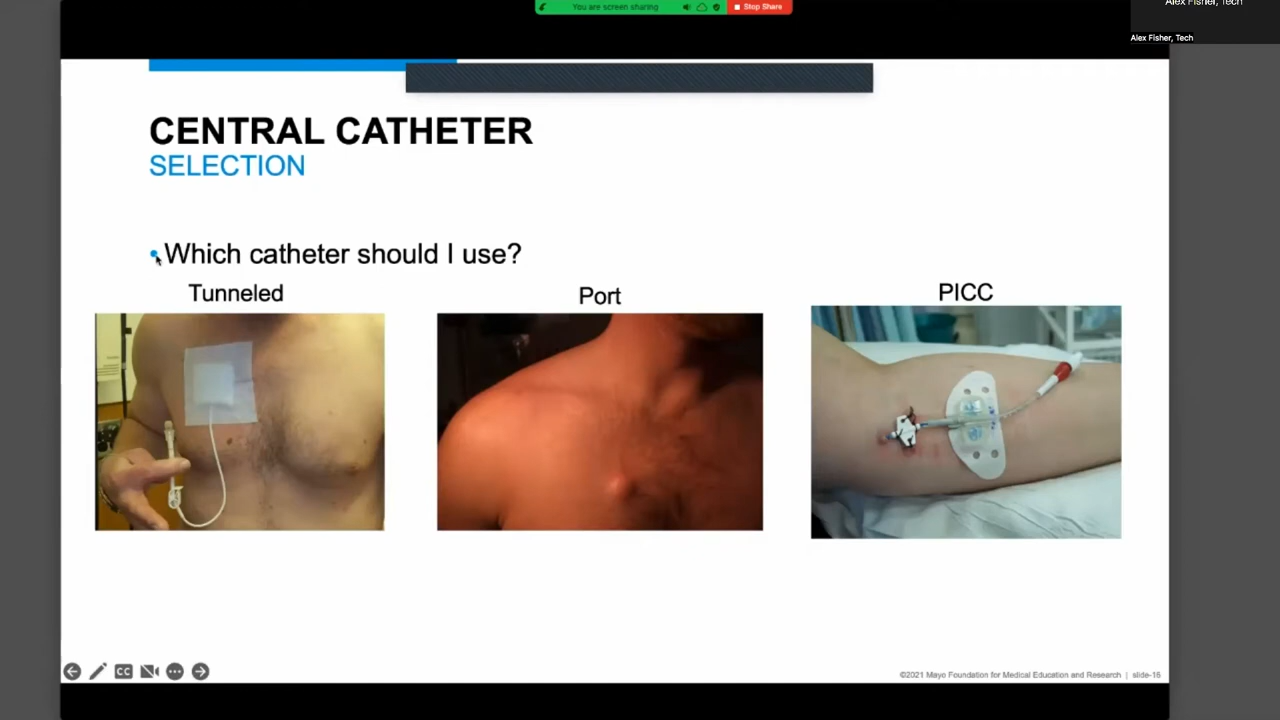 You are screen sharing
Stop Share
Alex Fisher, Tech
Alex Fisher, Tech
CENTRAL CATHETER
SELECTION
Which catheter should I use?
Tunneled
Port
PICC
CC
©2021 Mayo Foundation for Medical Education and Research | slide-16